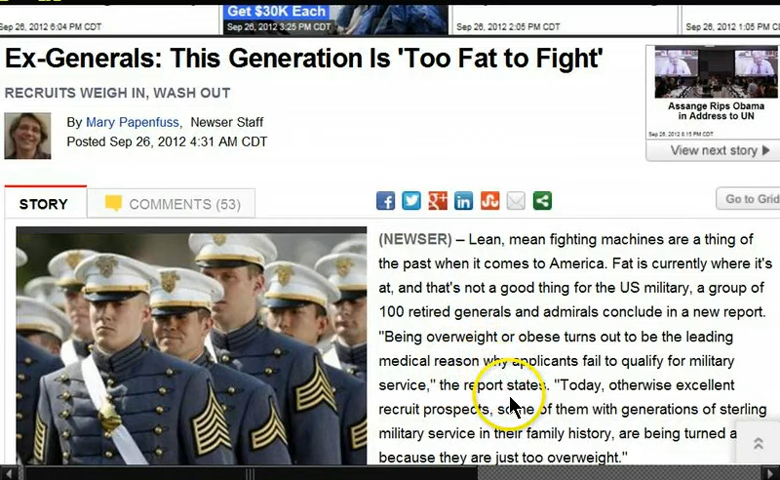 Get $30K Each
Sep 26, 2012 6:04 PM CDT
Sep 26, 2012 3:25 PM CDT
Sep 26, 2012 2:05 PM CDT
Sep 26, 2012 1:05 PM CDT
Ex-Generals: This Generation Is 'Too Fat to Fight'
RECRUITS WEIGH IN, WASH OUT
By Mary Papenfuss, Newser Staff
Posted Sep 26, 2012 4:31 AM CDT
Assange Rips Obama
in Address to UN
Sep 26, 2012 6:15 PM CDT
View next story
STORY
COMMENTS (53)
Go to Grid
(NEWSER) – Lean, mean fighting machines are a thing of
the past when it comes to America. Fat is currently where it's
at, and that's not a good thing for the US military, a group of
100 retired generals and admirals conclude in a new report.
"Being overweight or obese turns out to be the leading
medical reason why applicants fail to qualify for military
service," the report states. "Today, otherwise excellent
recruit prospects, some of them with generations of sterling
military service in their family history, are being turned a
because they are just too overweight."